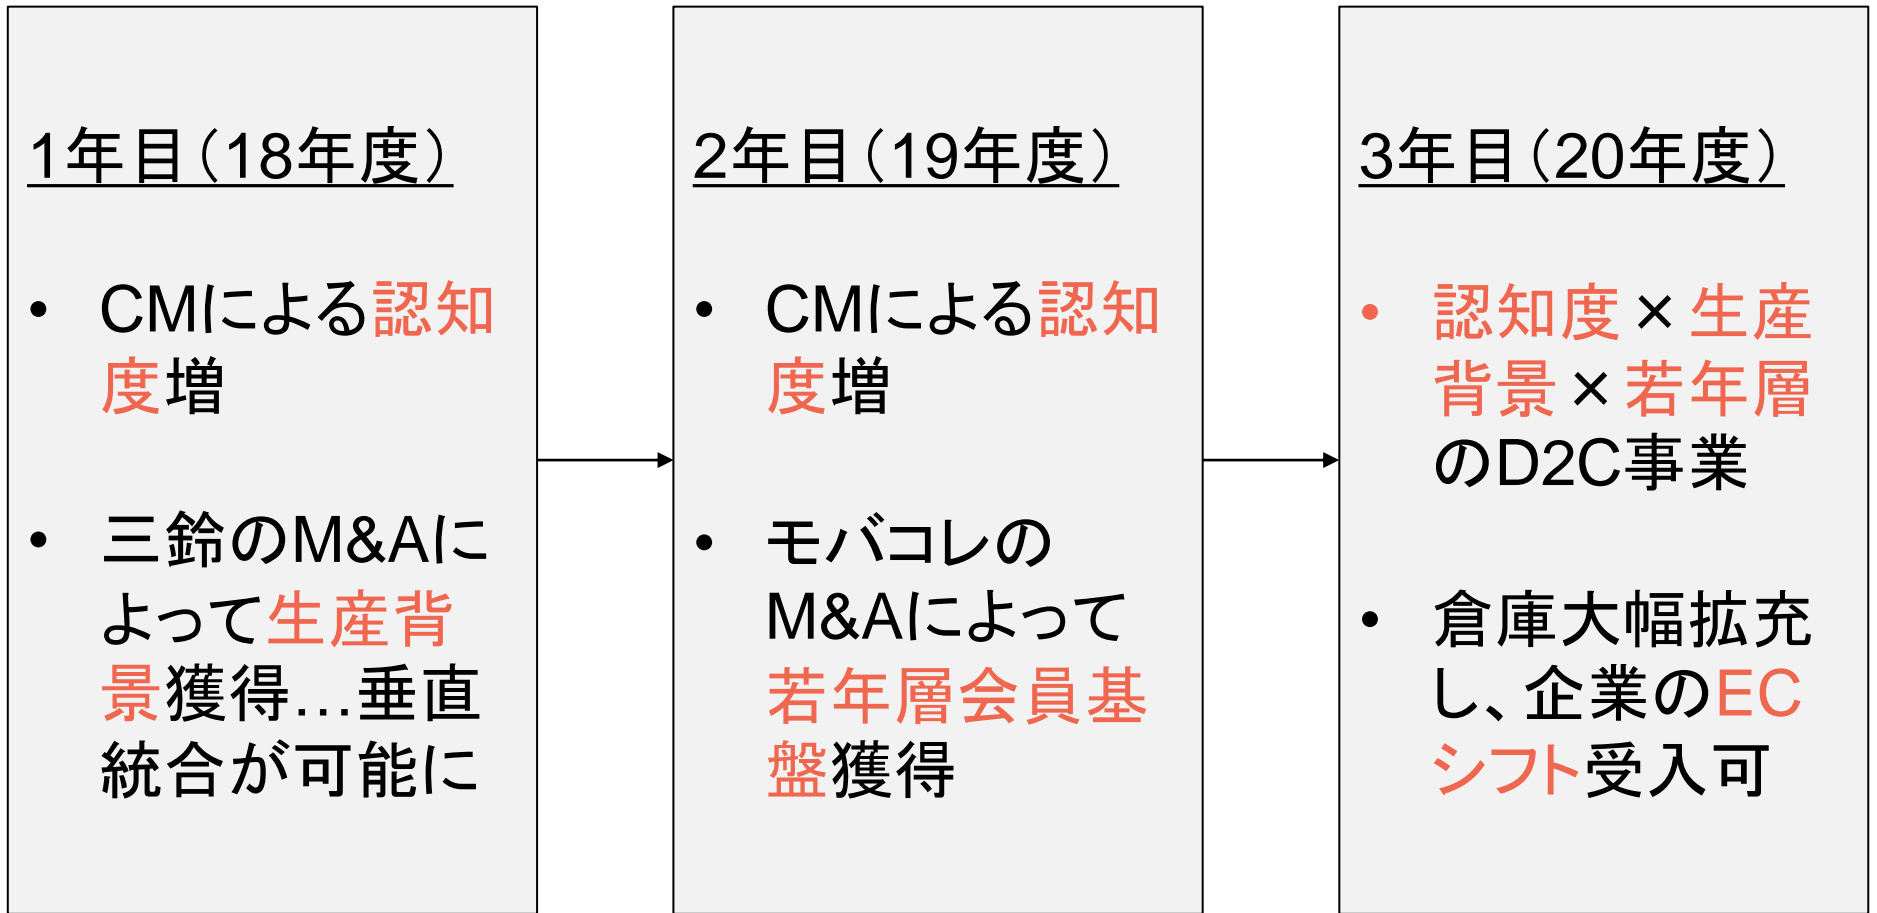 1年目（18年度）
• CMによる認知
度増
• 三鈴のM&Aに
よって生産背
景獲得…垂直
統合が可能に
2年目（19年度）
• CMによる認知
度増
• モバコレの
M&Aによって
若年層会員基
盤獲得
3年目（20年度）
• 認知度×生産
背景×若年層
のD2C事業
• 倉庫大幅拡充
し、企業のEC
シフト受入可